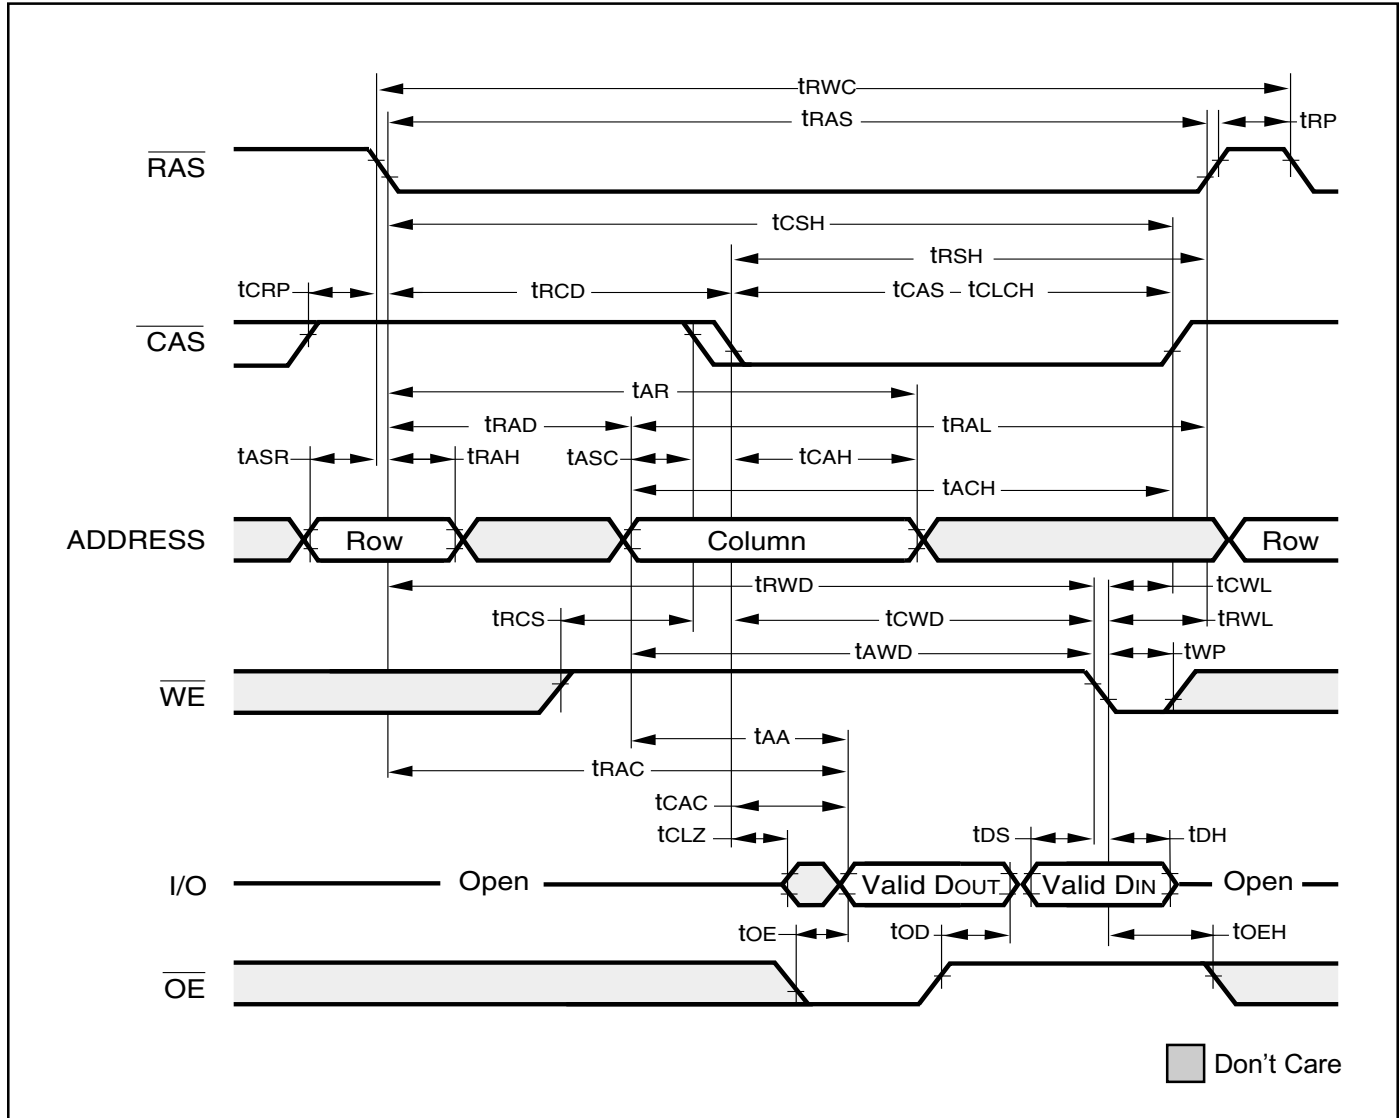 tRWC
tRAS
tRP
RAS
tCSH
tRSH
tCRP
tRCD
tCAS
tCLCH
CAS
tAR
tRAD
tRAL
tASR
tRAH
tASC
tCAH
tACH
ADDRESS
Row
Column
Row
tRWD
tCWL
tRCS
tCWD
tRWL
tAWD
tWP
WE
tAA
tRAC
tCAC
tCLZ
tDS
tDH
I/O
Open
Valid DOUT
Valid DIN
Open
tOE
tOD
tOEH
OE
Don't Care